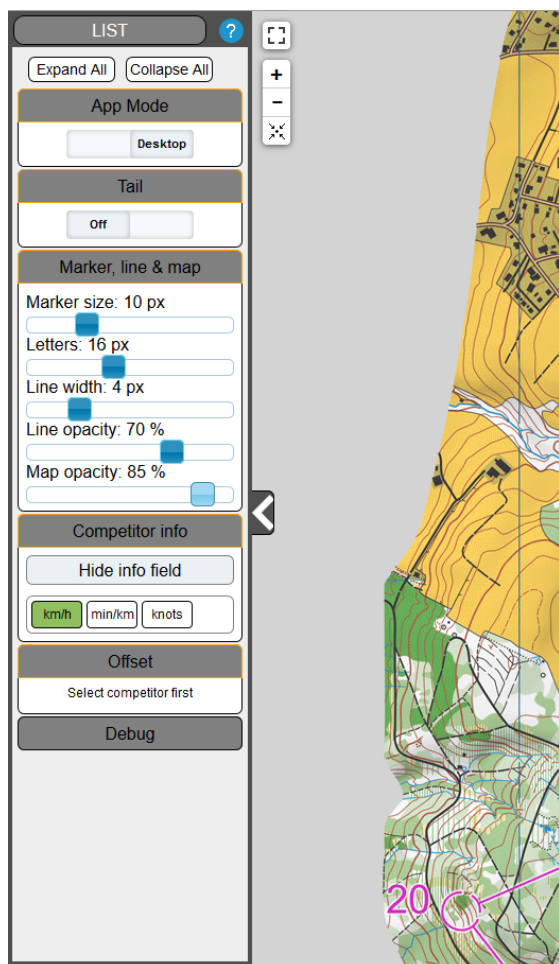 LIST ?
Expand All Collapse All
App Mode
Desktop
Tail
Off
Marker, line & map
Marker size: 10 px
Letters: 16 px
Line width: 4 px
Line opacity: 70 %
Map opacity: 85 %
Competitor info
Hide info field
km/h min/km knots
Offset
Select competitor first
Debug
+
−
20